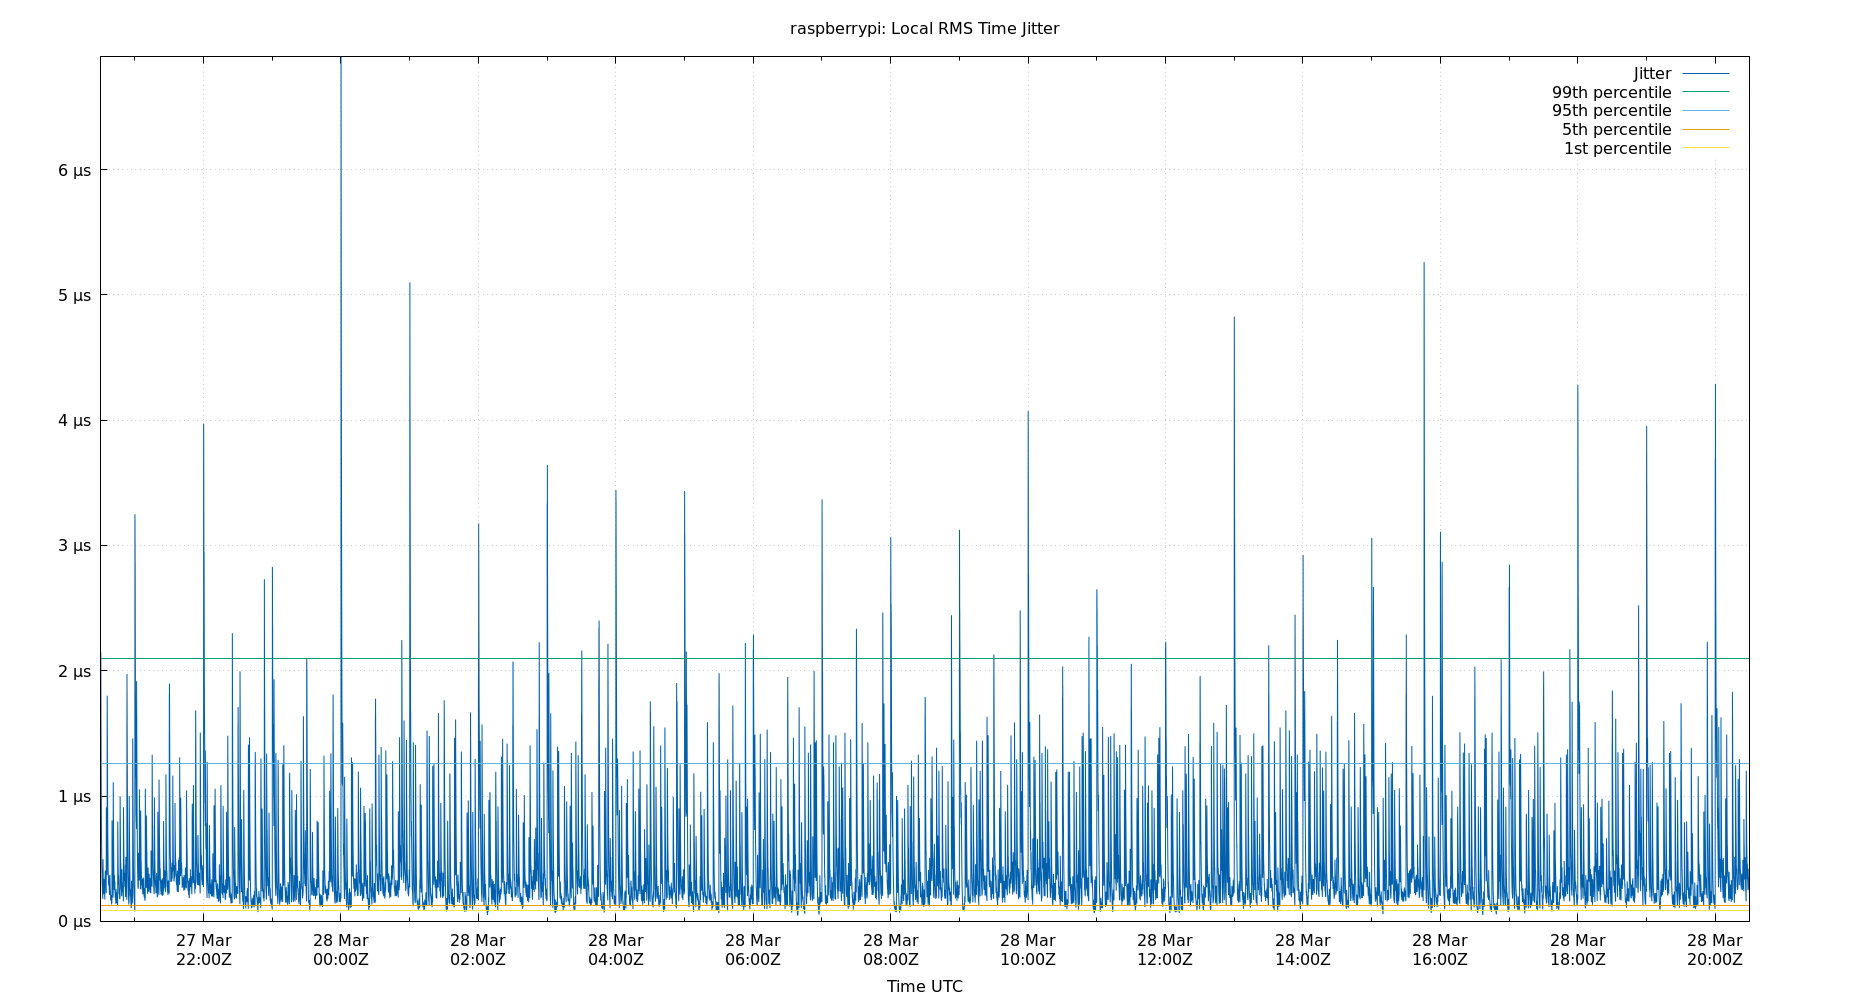 raspberrypi: Local RMS Time Jitter
Jitter
99th percentile
95th percentile
5th percentile
1st percentile
6 µs
5 µs
4 µs
3 µs
2 µs
1 µs
0 µs
27 Mar 28 Mar 28 Mar 28 Mar 28 Mar 28 Mar 28 Mar 28 Mar 28 Mar 28 Mar 28 Mar 28 Mar
22:00Z 00:00Z 02:00Z 04:00Z 06:00Z 08:00Z 10:00Z 12:00Z 14:00Z 16:00Z 18:00Z 20:00Z
Time UTC